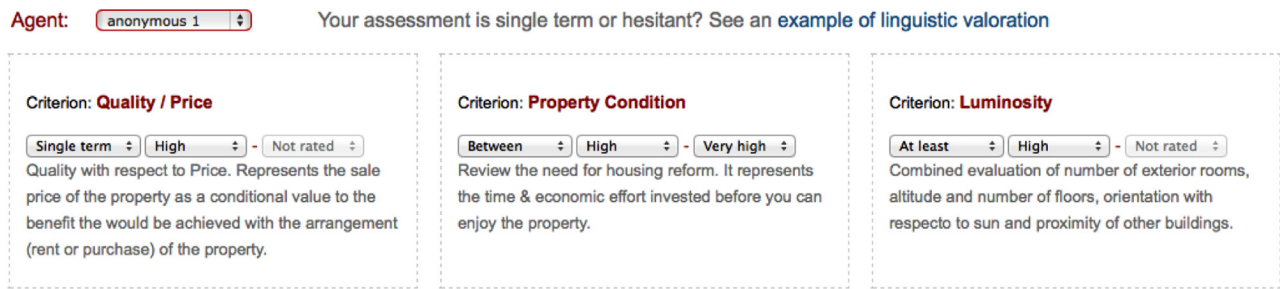 Agent: anonymous 1 Your assessment is single term or hesitant? See an example of linguistic valoration
Criterion: Quality / Price
Single term High - Not rated
Quality with respect to Price. Represents the sale
price of the property as a conditional value to the
benefit the would be achieved with the arrangement
(rent or purchase) of the property.
Criterion: Property Condition
Between High - Very high
Review the need for housing reform. It represents
the time & economic effort invested before you can
enjoy the property.
Criterion: Luminosity
At least High - Not rated
Combined evaluation of number of exterior rooms,
altitude and number of floors, orientation with
respecto to sun and proximity of other buildings.